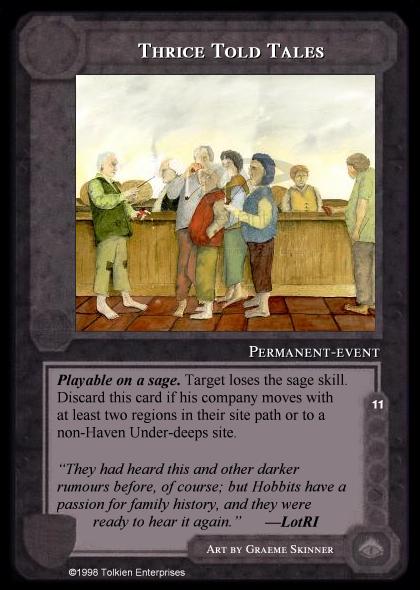 Thrice Told Tales
Permanent-event
Playable on a sage. Target loses the sage skill.
Discard this card if his company moves with
at least two regions in their site path or to a
non-Haven Under-deeps site.
11
“They had heard this and other darker
rumours before, of course; but Hobbits have a
passion for family history, and they were
ready to hear it again.” —LotRI
Art by Graeme Skinner
©1998 Tolkien Enterprises